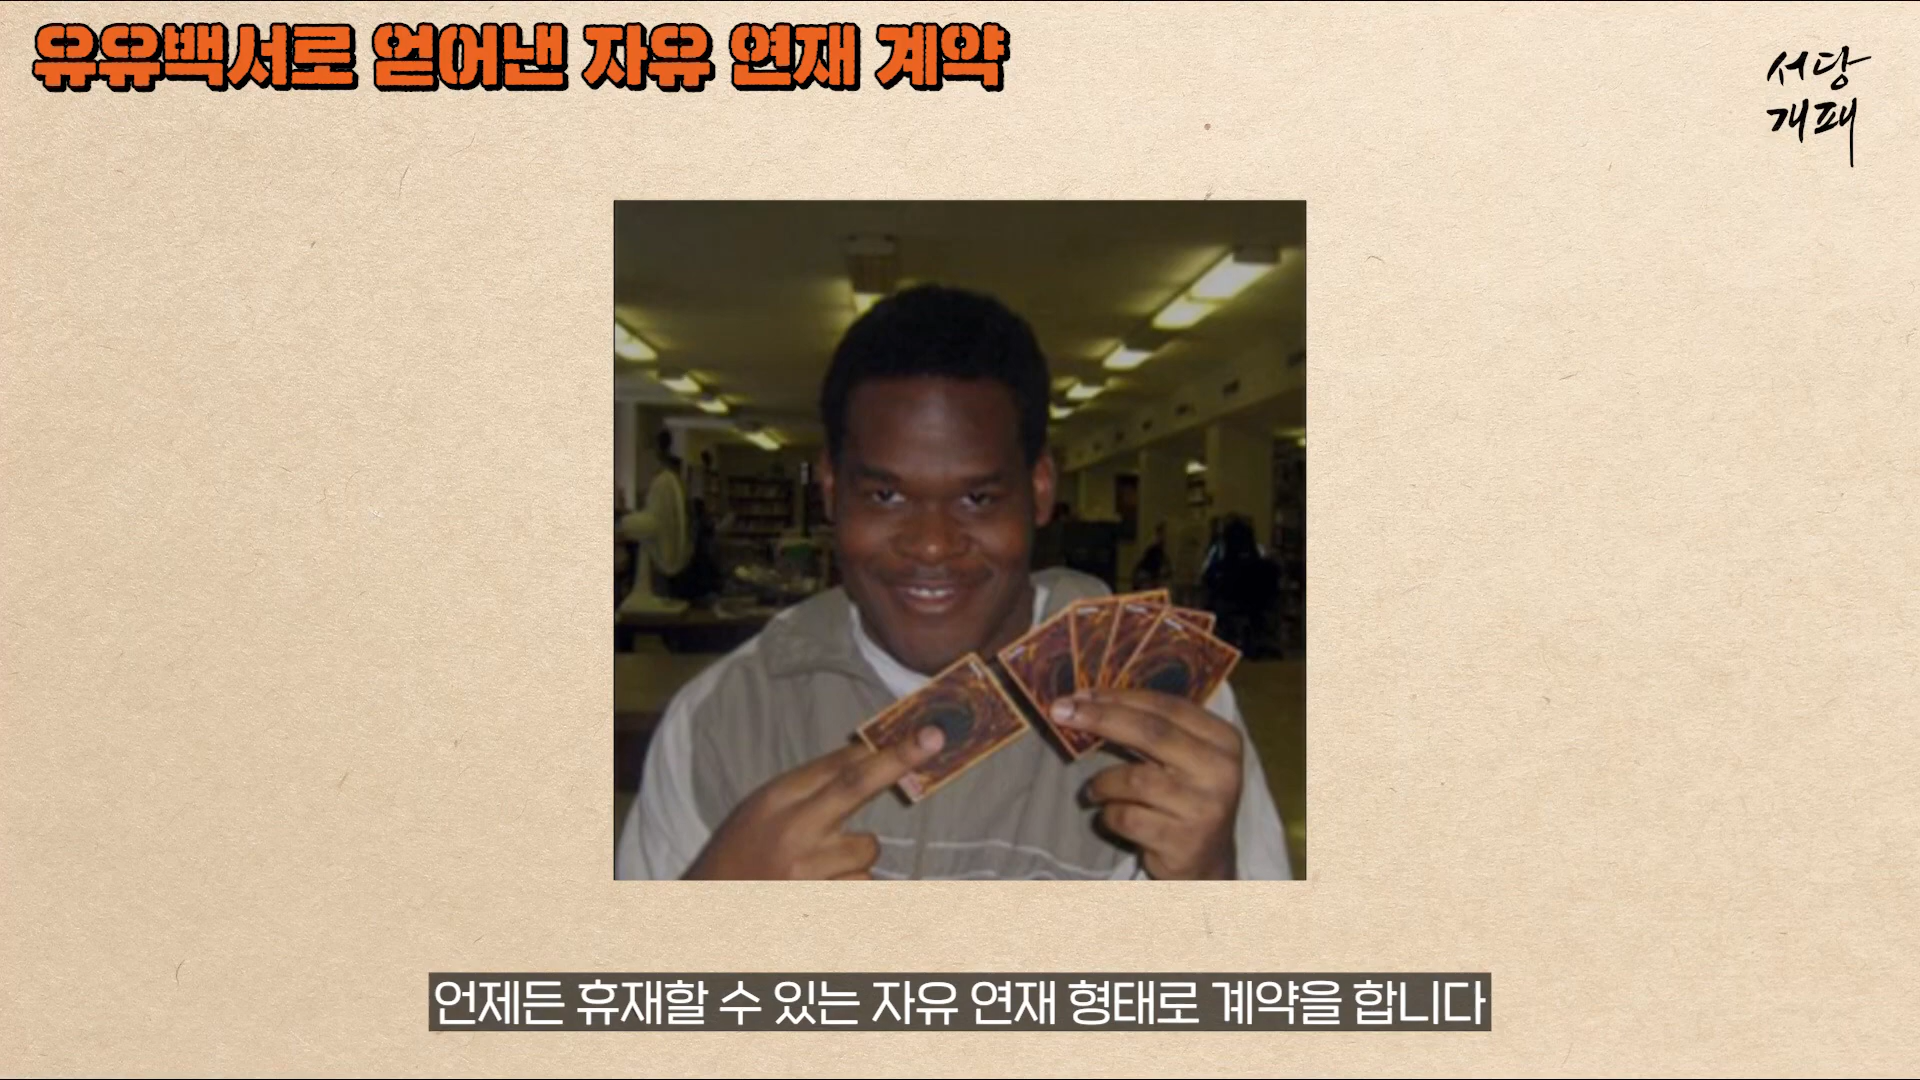 유유백서로 얻어낸 자유 연재 계약
서당
개패
언제든 휴재할 수 있는 자유 연재 형태로 계약을 합니다